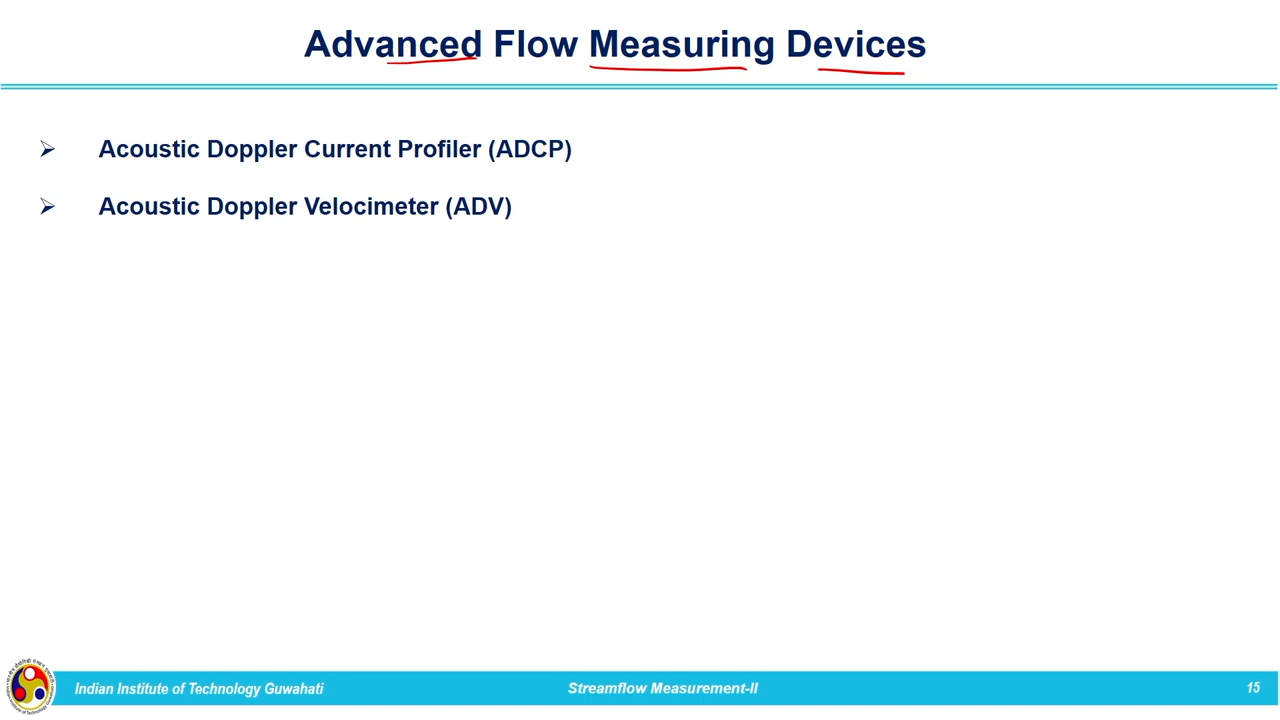 Advanced Flow Measuring Devices
Acoustic Doppler Current Profiler (ADCP)
Acoustic Doppler Velocimeter (ADV)
Indian Institute of Technology Guwahati
Streamflow Measurement-II
15